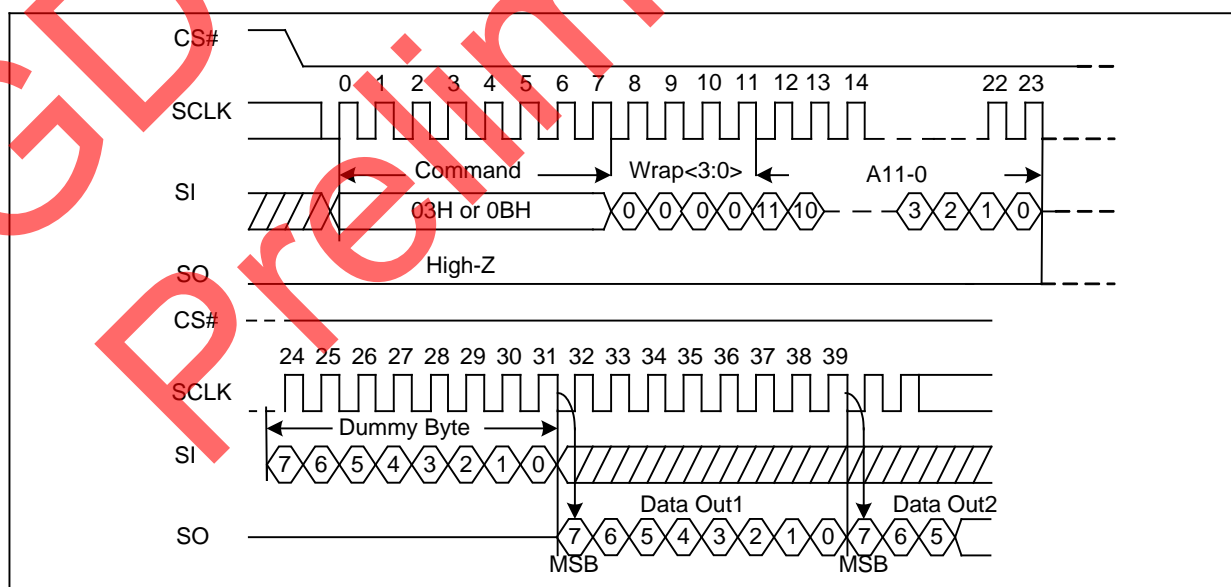 GD
Prelim
CS#
0 1 2 3 4 5 6 7 8 9 10 11 12 13 14 22 23
SCLK
Command Wrap<3:0> A11-0
SI
03H or 0BH 0 0 0 0 11 10 3 2 1 0
SO High-Z
CS#
24 25 26 27 28 29 30 31 32 33 34 35 36 37 38 39
SCLK
Dummy Byte
SI 7 6 5 4 3 2 1 0
Data Out1 Data Out2
SO 7 6 5 4 3 2 1 0 7 6 5
MSB MSB